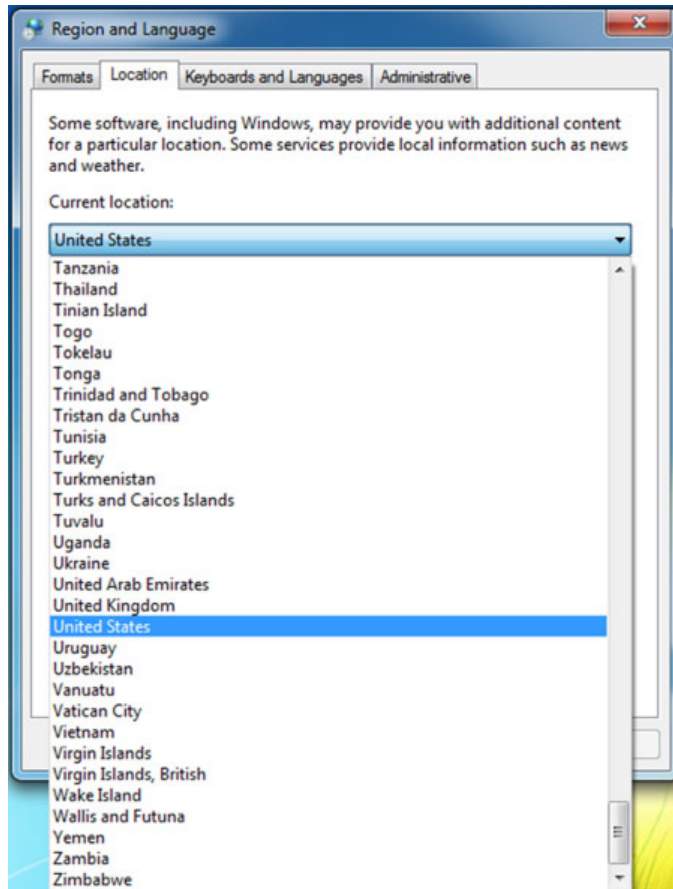 Region and Language
Formats Location Keyboards and Languages Administrative
Some software, including Windows, may provide you with additional content
for a particular location. Some services provide local information such as news
and weather.
Current location:
United States
Tanzania
Thailand
Tinian Island
Togo
Tokelau
Tonga
Trinidad and Tobago
Tristan da Cunha
Tunisia
Turkey
Turkmenistan
Turks and Caicos Islands
Tuvalu
Uganda
Ukraine
United Arab Emirates
United Kingdom
United States
Uruguay
Uzbekistan
Vanuatu
Vatican City
Vietnam
Virgin Islands
Virgin Islands, British
Wake Island
Wallis and Futuna
Yemen
Zambia
Zimbabwe